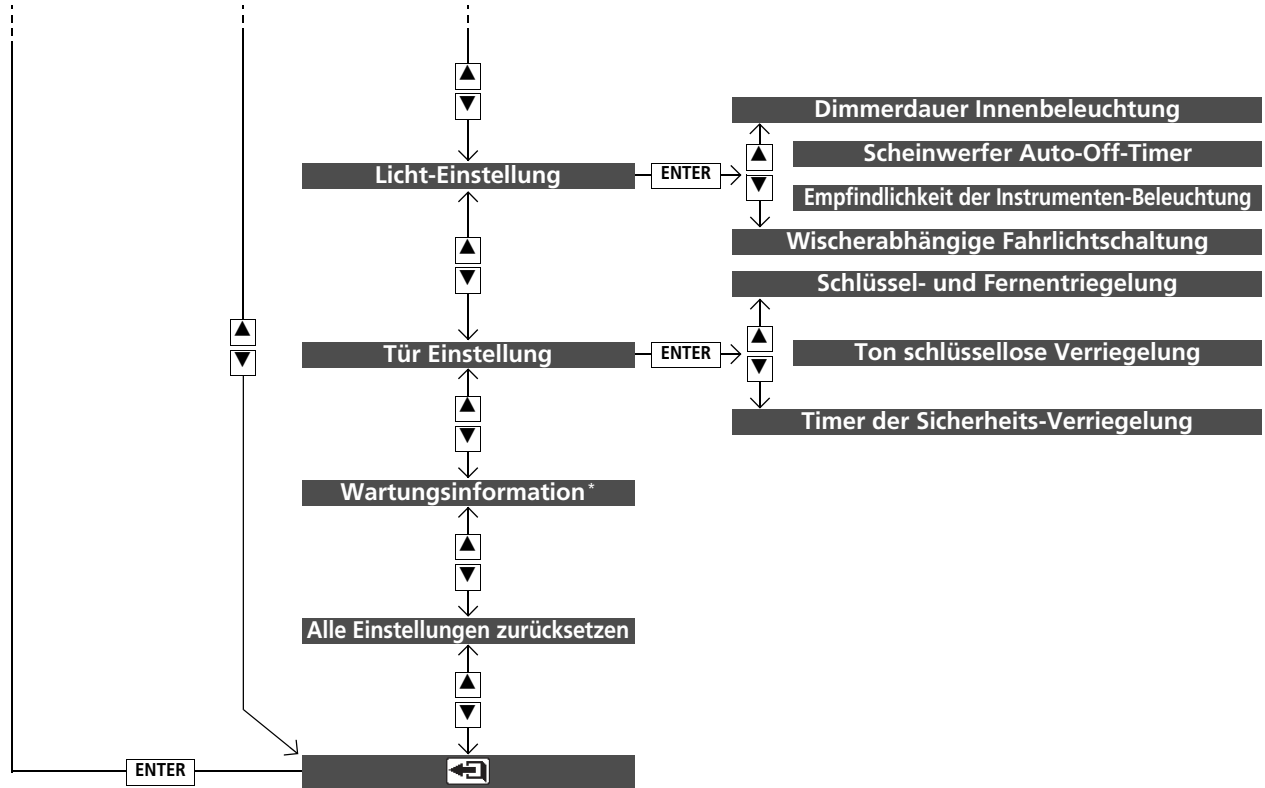 Dimmerdauer Innenbeleuchtung
Licht-Einstellung
ENTER
Scheinwerfer Auto-Off-Timer
Empfindlichkeit der Instrumenten-Beleuchtung
Wischerabhängige Fahrlichtschaltung
Schlüssel- und Fernentriegelung
Tür Einstellung
ENTER
Ton schlüssellose Verriegelung
Timer der Sicherheits-Verriegelung
Wartungsinformation*
Alle Einstellungen zurücksetzen
ENTER